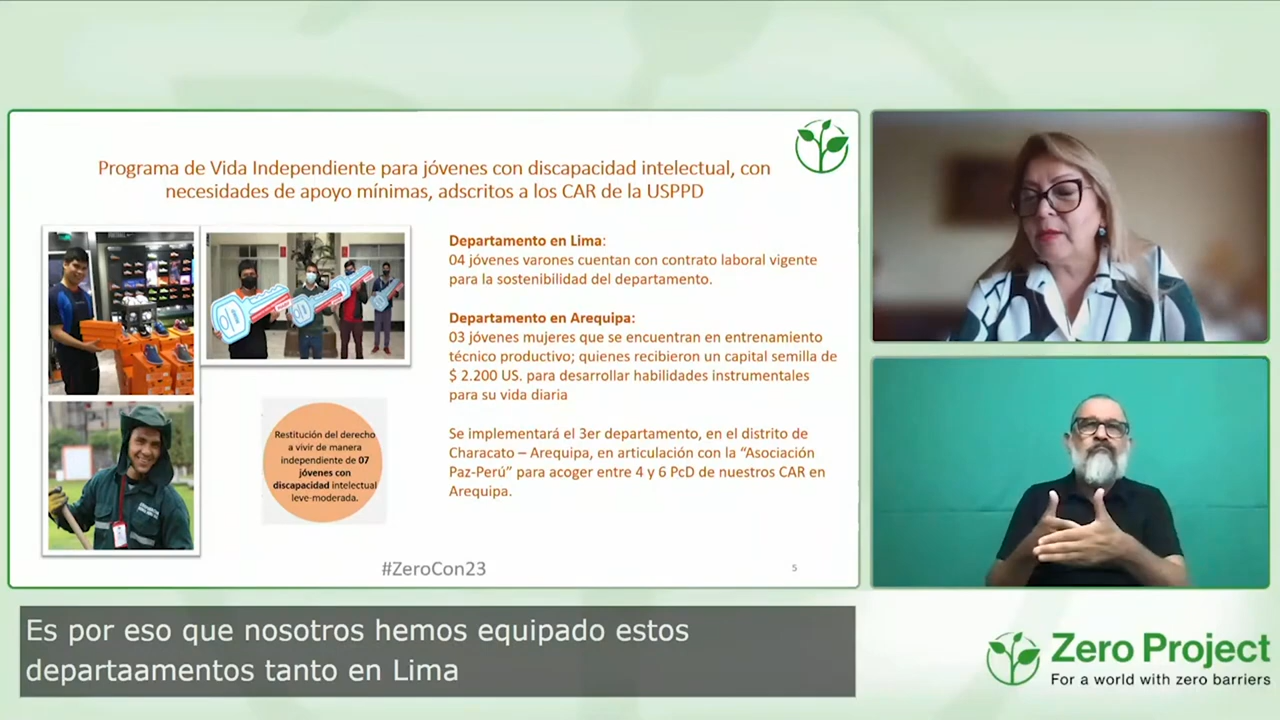 Programa de Vida Independiente para jóvenes con discapacidad intelectual, con
necesidades de apoyo mínimas, adscritos a los CAR de la USPPD
Departamento en Lima:
04 jóvenes varones cuentan con contrato laboral vigente
para la sostenibilidad del departamento.
Departamento en Arequipa:
03 jóvenes mujeres que se encuentran en entrenamiento
técnico productivo; quienes recibieron un capital semilla de
$ 2.200 US. para desarrollar habilidades instrumentales
para su vida diaria
Se implementará el 3er departamento, en el distrito de
Characato – Arequipa, en articulación con la “Asociación
Paz-Perú” para acoger entre 4 y 6 PcD de nuestros CAR en
Arequipa.
Restitución del derecho
a vivir de manera
independiente de 07
jóvenes con
discapacidad intelectual
leve-moderada.
#ZeroCon23
5
Es por eso que nosotros hemos equipado estos
departaamentos tanto en Lima
Zero Project
For a world with zero barriers